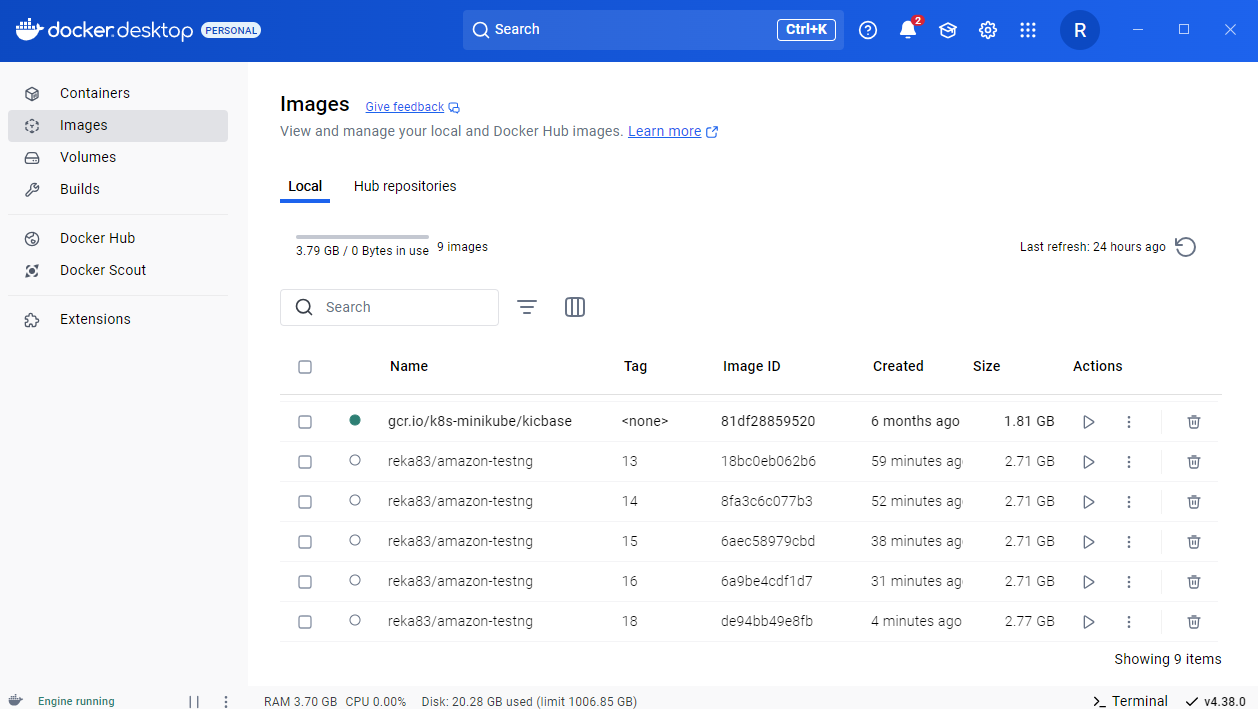 docker.desktop PERSONAL Search Ctrl+K 2 R
Containers
Images
Volumes
Builds
Docker Hub
Docker Scout
Extensions
Images Give feedback
View and manage your local and Docker Hub images. Learn more
Local Hub repositories
3.79 GB / 0 Bytes in use 9 images Last refresh: 24 hours ago
Search
Name Tag Image ID Created Size Actions
gcr.io/k8s-minikube/kicbase <none> 81df28859520 6 months ago 1.81 GB
reka83/amazon-testng 13 18bc0eb062b6 59 minutes ag 2.71 GB
reka83/amazon-testng 14 8fa3c6c077b3 52 minutes ag 2.71 GB
reka83/amazon-testng 15 6aec58979cbd 38 minutes ag 2.71 GB
reka83/amazon-testng 16 6a9be4cdf1d7 31 minutes ag 2.71 GB
reka83/amazon-testng 18 de94bb49e8fb 4 minutes ago 2.77 GB
Showing 9 items
Engine running RAM 3.70 GB CPU 0.00% Disk: 20.28 GB used (limit 1006.85 GB) Terminal v4.38.0